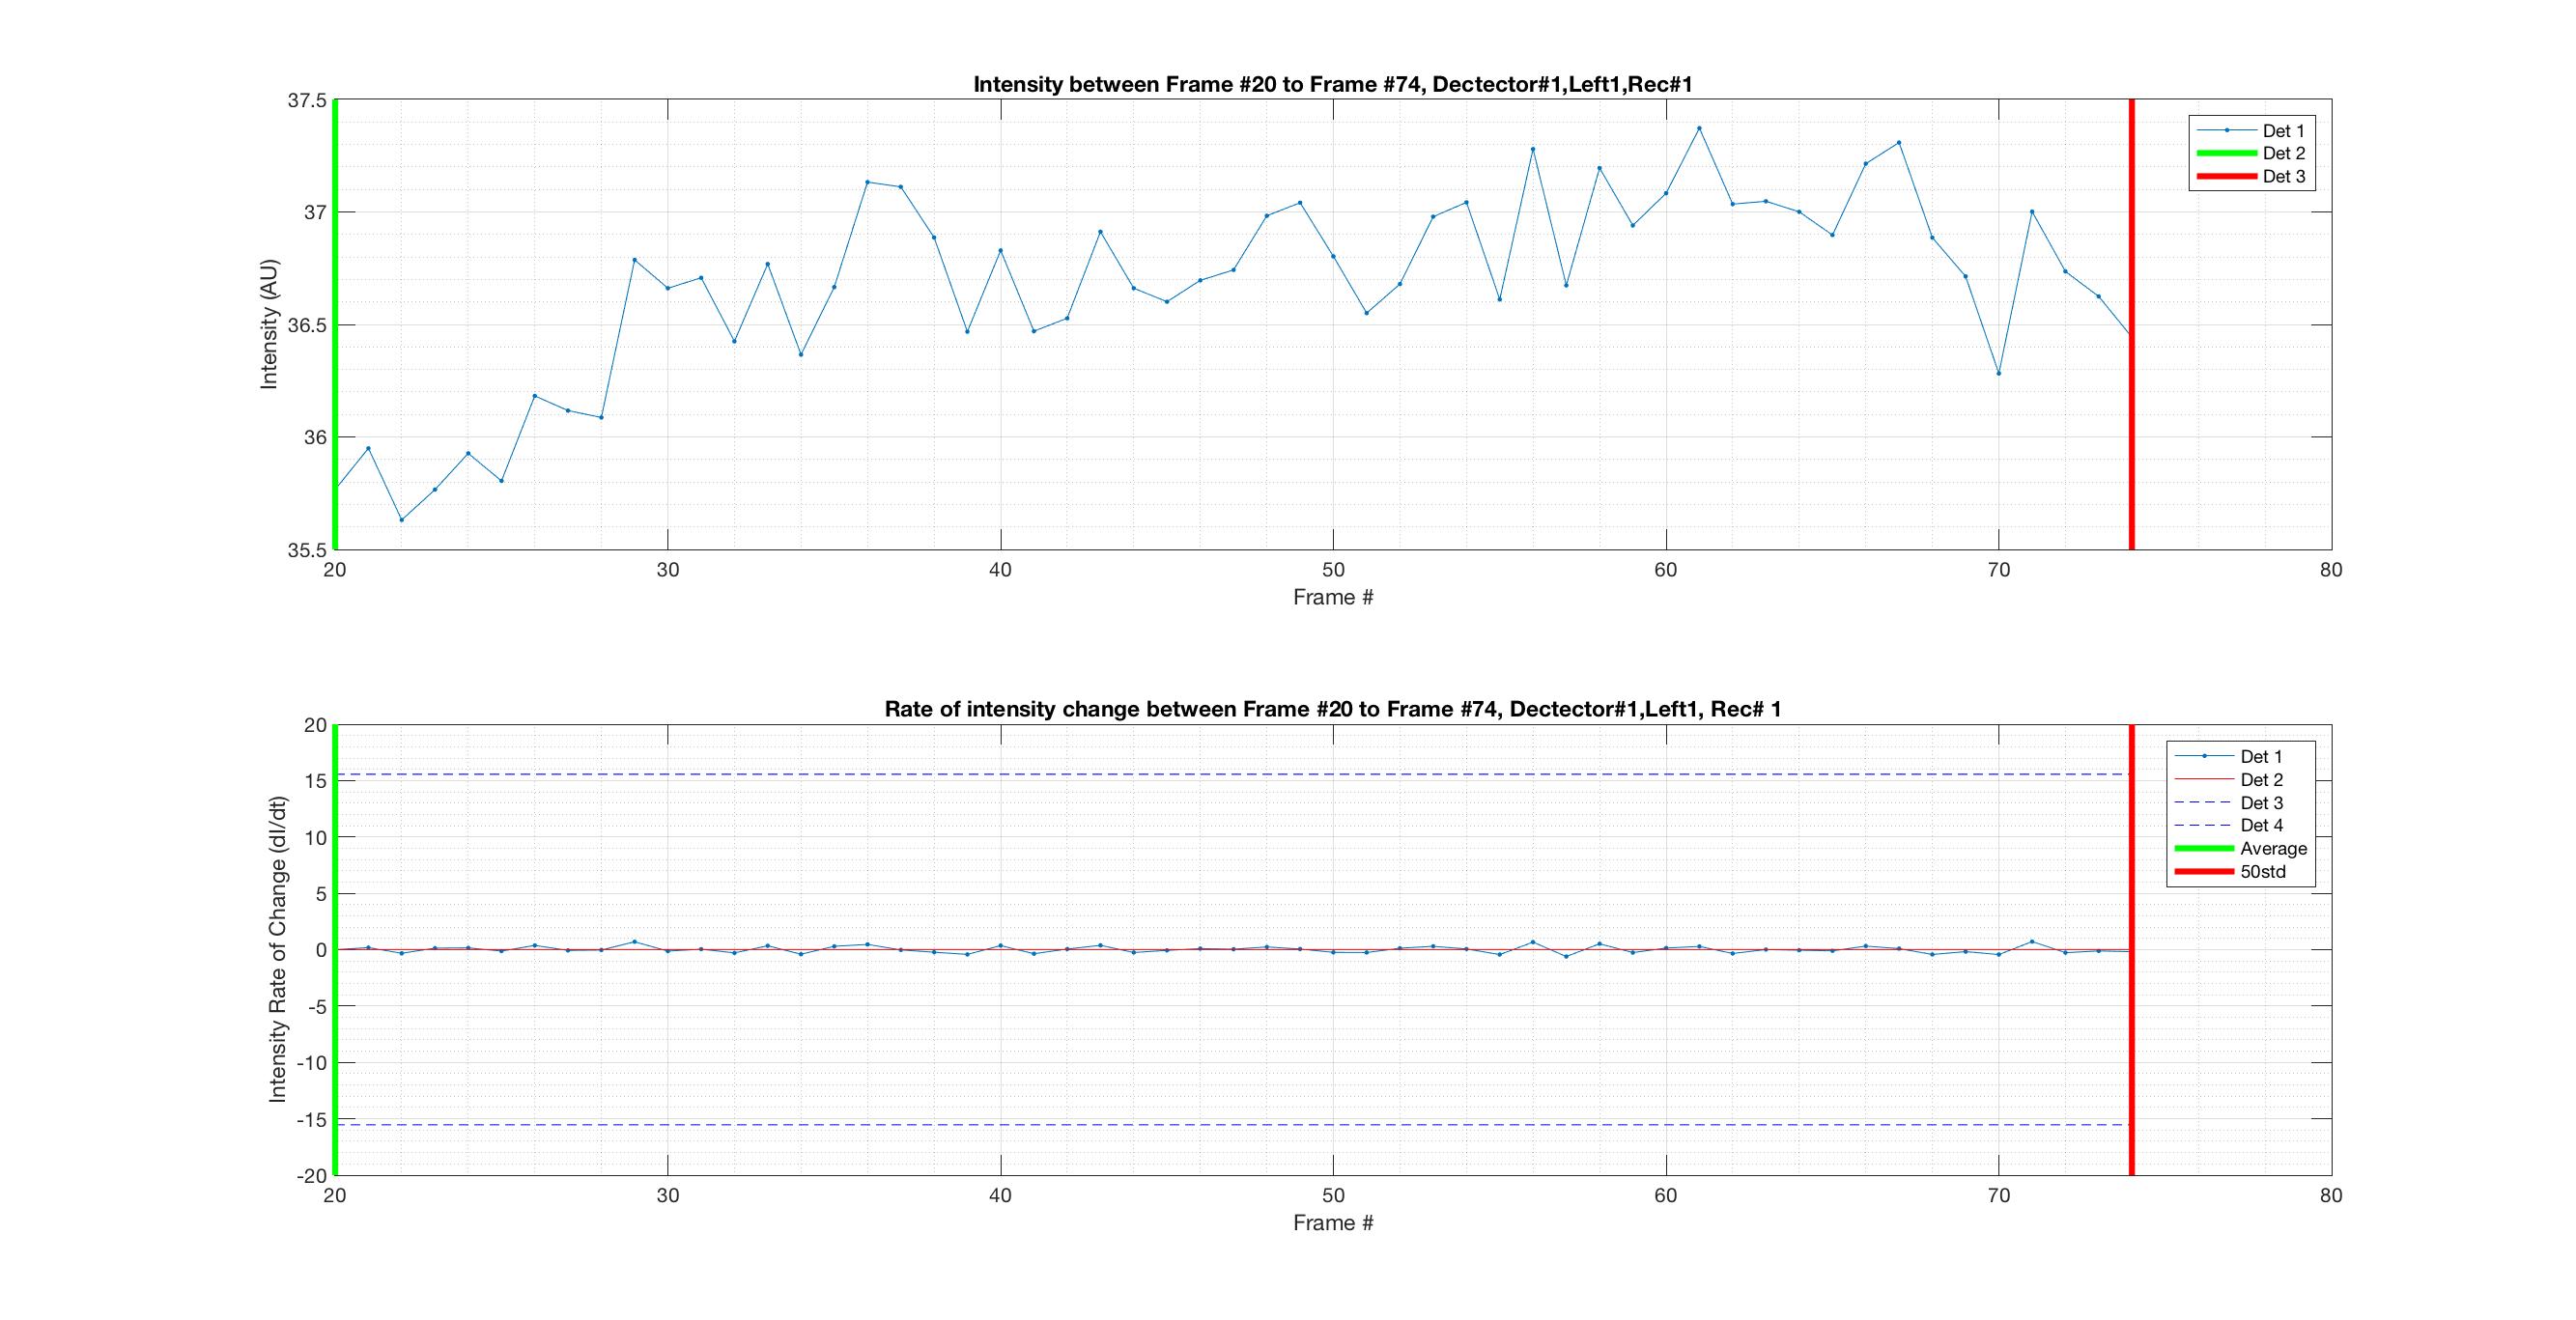 Intensity between Frame #20 to Frame #74, Dectector#1,Left1,Rec#1
37.5
37
36.5
36
35.5
Intensity (AU)
20 30 40 50 60 70 80
Frame #
Det 1
Det 2
Det 3
Rate of intensity change between Frame #20 to Frame #74, Dectector#1,Left1, Rec# 1
20
15
10
5
0
-5
-10
-15
-20
Intensity Rate of Change (dI/dt)
20 30 40 50 60 70 80
Frame #
Det 1
Det 2
Det 3
Det 4
Average
50std